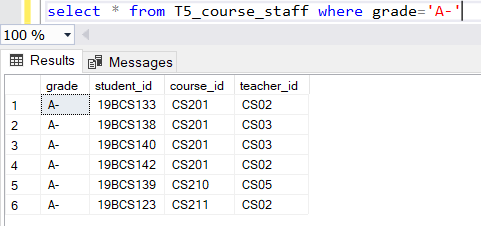 select * from T5_course_staff where grade='A-'
100 %
Results Messages
grade student_id course_id teacher_id
1 A- 19BCS133 CS201 CS02
2 A- 19BCS138 CS201 CS03
3 A- 19BCS140 CS201 CS03
4 A- 19BCS142 CS201 CS02
5 A- 19BCS139 CS210 CS05
6 A- 19BCS123 CS211 CS02